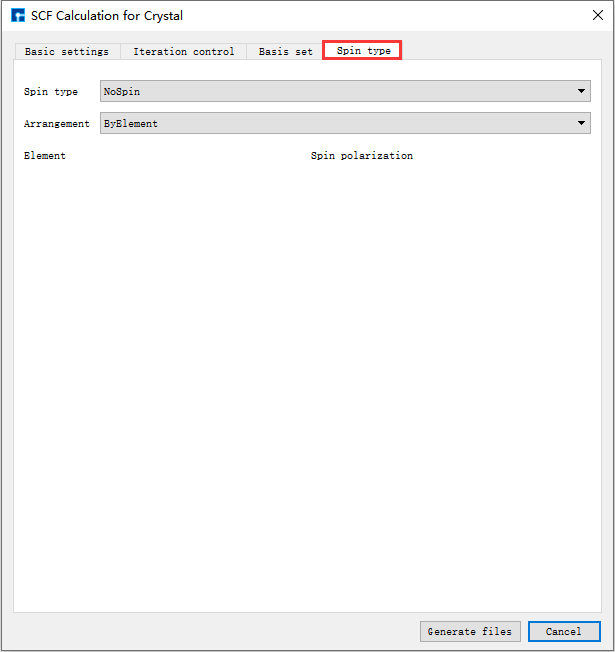 SCF Calculation for Crystal
Basic settings Iteration control Basis set Spin type
Spin type NoSpin
Arrangement ByElement
Element Spin polarization
Generate files Cancel